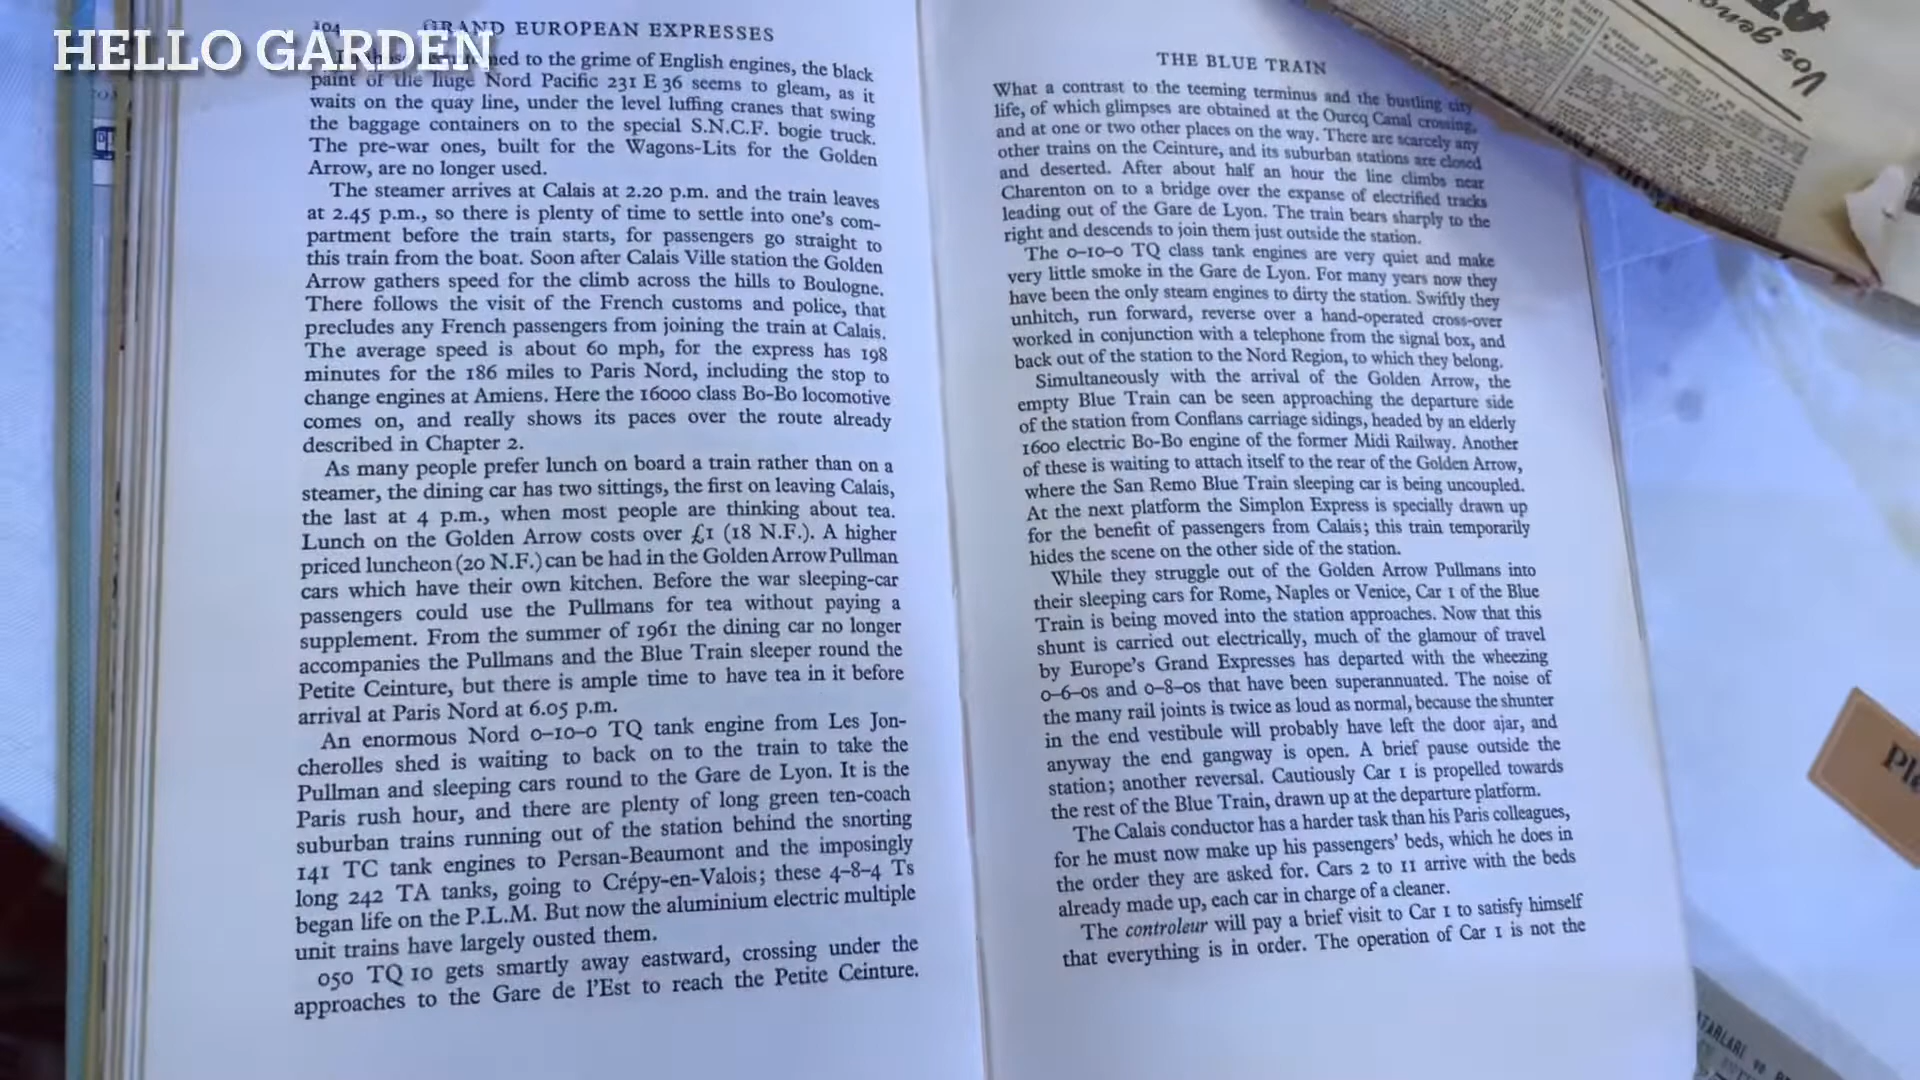 HELLO GARDEN
104 GRAND EUROPEAN EXPRESSES
to the grime of English engines, the black
paint of the huge Nord Pacific 231 E 36 seems to gleam, as it
waits on the quay line, under the level luffing cranes that swing
the baggage containers on to the special S.N.C.F. bogie truck.
The pre-war ones, built for the Wagons-Lits for the Golden
Arrow, are no longer used.
The steamer arrives at Calais at 2.20 p.m. and the train leaves
at 2.45 p.m., so there is plenty of time to settle into one's com-
partment before the train starts, for passengers go straight to
this train from the boat. Soon after Calais Ville station the Golden
Arrow gathers speed for the climb across the hills to Boulogne.
There follows the visit of the French customs and police, that
precludes any French passengers from joining the train at Calais.
The average speed is about 60 mph, for the express has 198
minutes for the 186 miles to Paris Nord, including the stop to
change engines at Amiens. Here the 16000 class Bo-Bo locomotive
comes on, and really shows its paces over the route already
described in Chapter 2.
As many people prefer lunch on board a train rather than on a
steamer, the dining car has two sittings, the first on leaving Calais,
the last at 4 p.m., when most people are thinking about tea.
Lunch on the Golden Arrow costs over £1 (18 N.F.). A higher
priced luncheon (20 N.F.) can be had in the Golden Arrow Pullman
cars which have their own kitchen. Before the war sleeping-car
passengers could use the Pullmans for tea without paying a
supplement. From the summer of 1961 the dining car no longer
accompanies the Pullmans and the Blue Train sleeper round the
Petite Ceinture, but there is ample time to have tea in it before
arrival at Paris Nord at 6.05 p.m.
An enormous Nord 0-10-0 TQ tank engine from Les Jon-
cherolles shed is waiting to back on to the train to take the
Pullman and sleeping cars round to the Gare de Lyon. It is the
Paris rush hour, and there are plenty of long green ten-coach
suburban trains running out of the station behind the snorting
141 TC tank engines to Persan-Beaumont and the imposingly
long 242 TA tanks, going to Crépy-en-Valois; these 4-8-4 Ts
began life on the P.L.M. But now the aluminium electric multiple
unit trains have largely ousted them.
050 TQ 10 gets smartly away eastward, crossing under the
approaches to the Gare de l'Est to reach the Petite Ceinture.
THE BLUE TRAIN
What a contrast to the teeming terminus and the bustling city
life, of which glimpses are obtained at the Ourcq Canal crossing,
and at one or two other places on the way. There are scarcely any
other trains on the Ceinture, and its suburban stations are closed
and deserted. After about half an hour the line climbs near
Charenton on to a bridge over the expanse of electrified tracks
leading out of the Gare de Lyon. The train bears sharply to the
right and descends to join them just outside the station.
The 0-10-0 TQ class tank engines are very quiet and make
very little smoke in the Gare de Lyon. For many years now they
have been the only steam engines to dirty the station. Swiftly they
unhitch, run forward, reverse over a hand-operated cross-over
worked in conjunction with a telephone from the signal box, and
back out of the station to the Nord Region, to which they belong.
Simultaneously with the arrival of the Golden Arrow, the
empty Blue Train can be seen approaching the departure side
of the station from Conflans carriage sidings, headed by an elderly
1600 electric Bo-Bo engine of the former Midi Railway. Another
of these is waiting to attach itself to the rear of the Golden Arrow,
where the San Remo Blue Train sleeping car is being uncoupled.
At the next platform the Simplon Express is specially drawn up
for the benefit of passengers from Calais; this train temporarily
hides the scene on the other side of the station.
While they struggle out of the Golden Arrow Pullmans into
their sleeping cars for Rome, Naples or Venice, Car 1 of the Blue
Train is being moved into the station approaches. Now that this
shunt is carried out electrically, much of the glamour of travel
by Europe's Grand Expresses has departed with the wheezing
0-6-0s and 0-8-0s that have been superannuated. The noise of
the many rail joints is twice as loud as normal, because the shunter
in the end vestibule will probably have left the door ajar, and
anyway the end gangway is open. A brief pause outside the
station; another reversal. Cautiously Car 1 is propelled towards
the rest of the Blue Train, drawn up at the departure platform.
The Calais conductor has a harder task than his Paris colleagues,
for he must now make up his passengers' beds, which he does in
the order they are asked for. Cars 2 to 11 arrive with the beds
already made up, each car in charge of a cleaner.
The controleur will pay a brief visit to Car 1 to satisfy himself
that everything is in order. The operation of Car 1 is not the
Vos